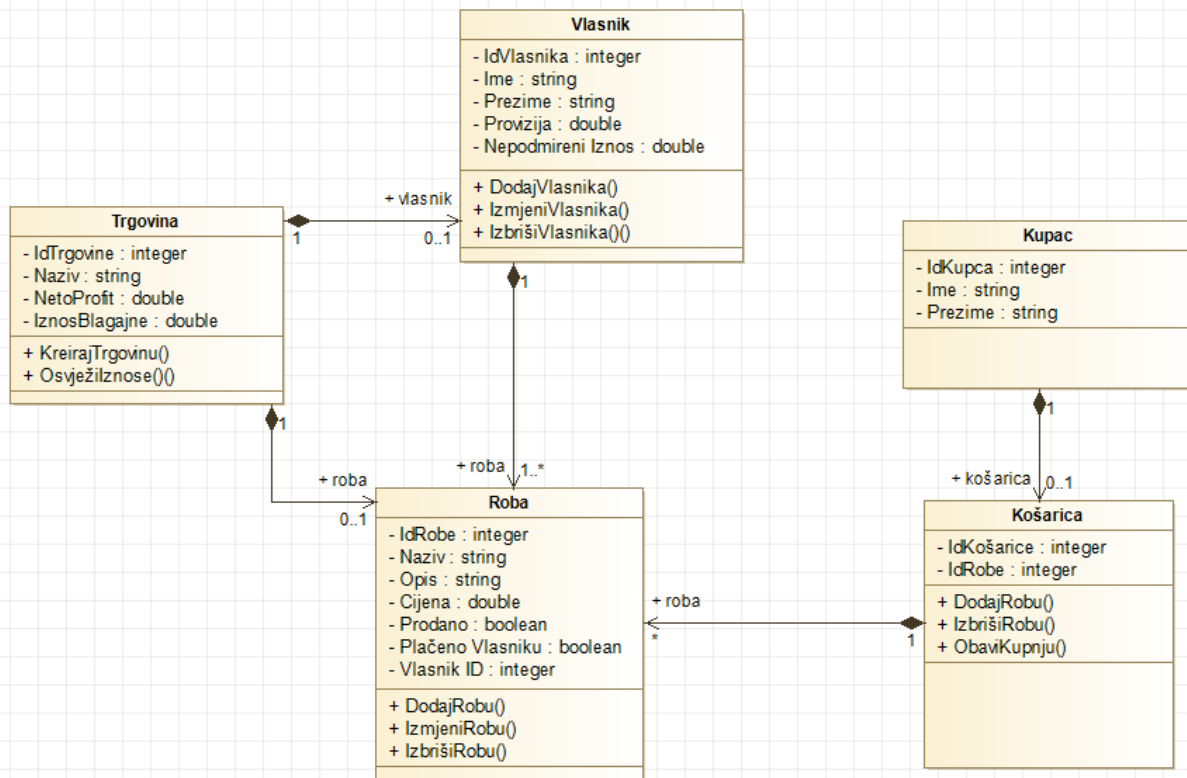 Vlasnik
- IdVlasnika : integer
- Ime : string
- Prezime : string
- Provizija : double
- Nepodmireni Iznos : double
+ DodajVlasnika()
+ IzmjeniVlasnika()
+ IzbrišiVlasnika()()
+ vlasnik
1
0..1
Trgovina
- IdTrgovine : integer
- Naziv : string
- NetoProfit : double
- IznosBlagajne : double
+ KreirajTrgovinu()
+ OsvježiIznose()()
Kupac
- IdKupca : integer
- Ime : string
- Prezime : string
1
1
1
+ roba
0..1
+ roba
1..*
+ košarica
0..1
Roba
- IdRobe : integer
- Naziv : string
- Opis : string
- Cijena : double
- Prodano : boolean
- Plačeno Vlasniku : boolean
- Vlasnik ID : integer
+ DodajRobu()
+ IzmjeniRobu()
+ IzbrišiRobu()
+ roba
*
1
Košarica
- IdKošarice : integer
- IdRobe : integer
+ DodajRobu()
+ IzbrišiRobu()
+ ObaviKupnju()